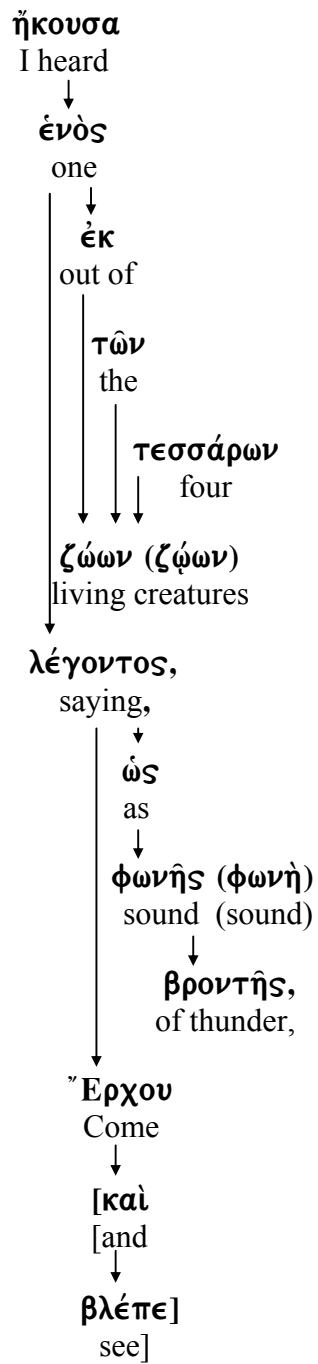 ἤκουσα
I heard
ἑνὸς
one
ἐκ
out of
τῶν
the
τεσσάρων
four
ζώων (ζῴων)
living creatures
λέγοντος,
saying,
ὡς
as
φωνῆς (φωνὴ)
sound (sound)
βροντῆς,
of thunder,
Ἔρχου
Come
[καὶ
[and
βλέπε]
see]